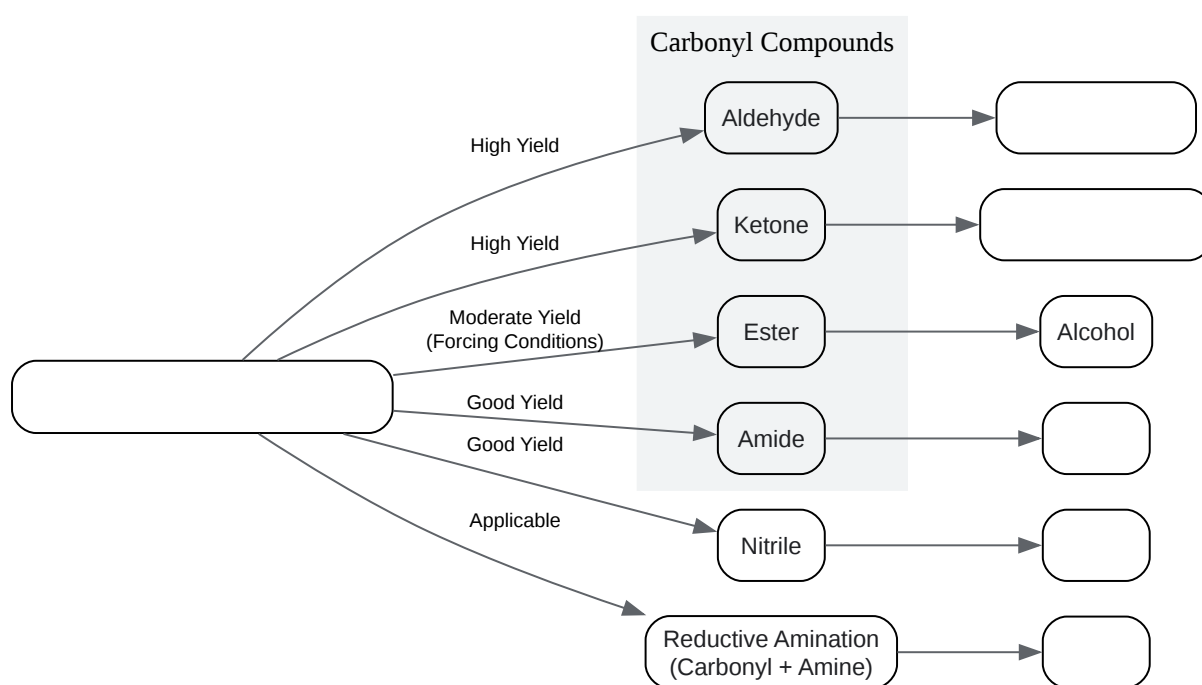 Carbonyl Compounds
Aldehyde
High Yield
Ketone
High Yield
Moderate Yield
(Forcing Conditions)
Ester
Alcohol
Good Yield
Amide
Good Yield
Nitrile
Applicable
Reductive Amination
(Carbonyl + Amine)